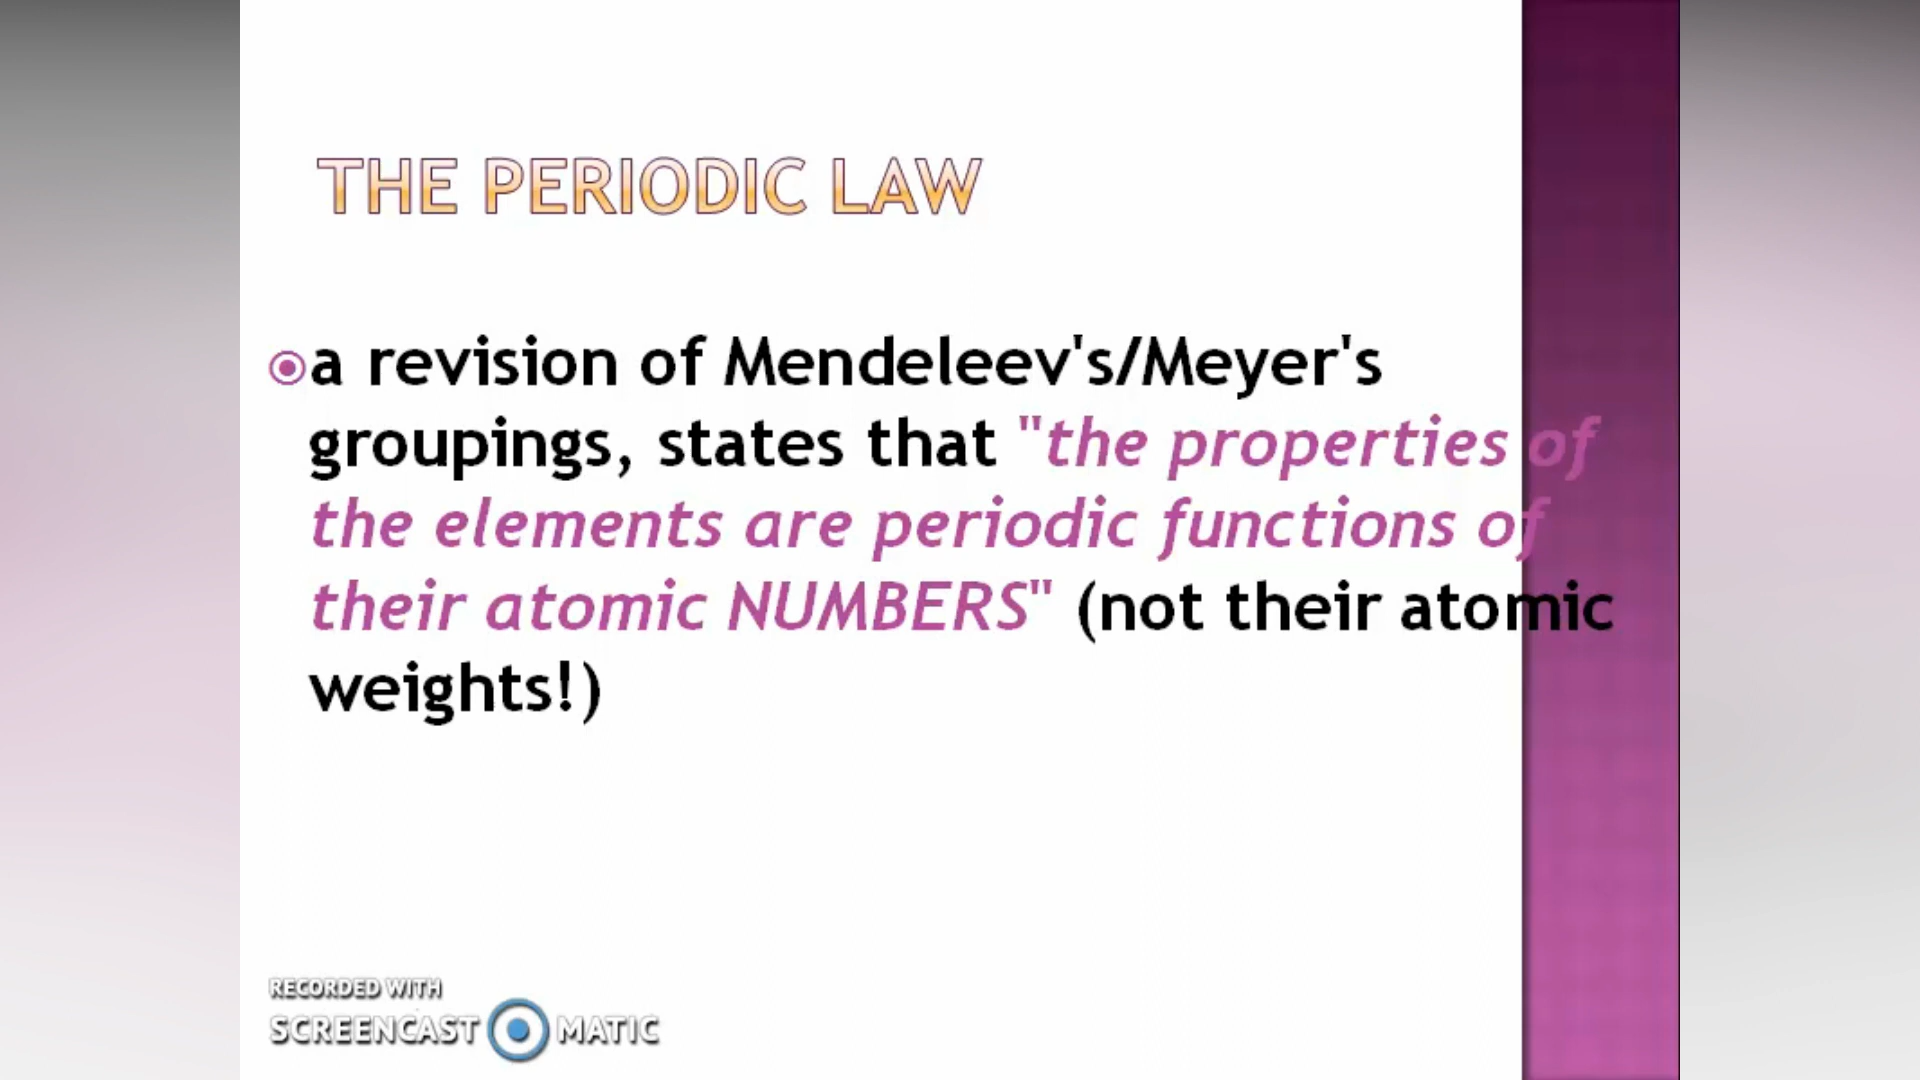 THE PERIODIC LAW
a revision of Mendeleev's/Meyer's
groupings, states that "the properties of
the elements are periodic functions of
their atomic NUMBERS" (not their atomic
weights!)
RECORDED WITH
SCREENCAST MATIC